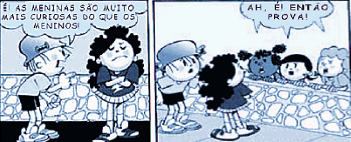 É! AS MENINAS SÃO MUITO
MAIS CURIOSAS DO QUE OS
MENINOS!
AH, É! ENTÃO
PROVA!